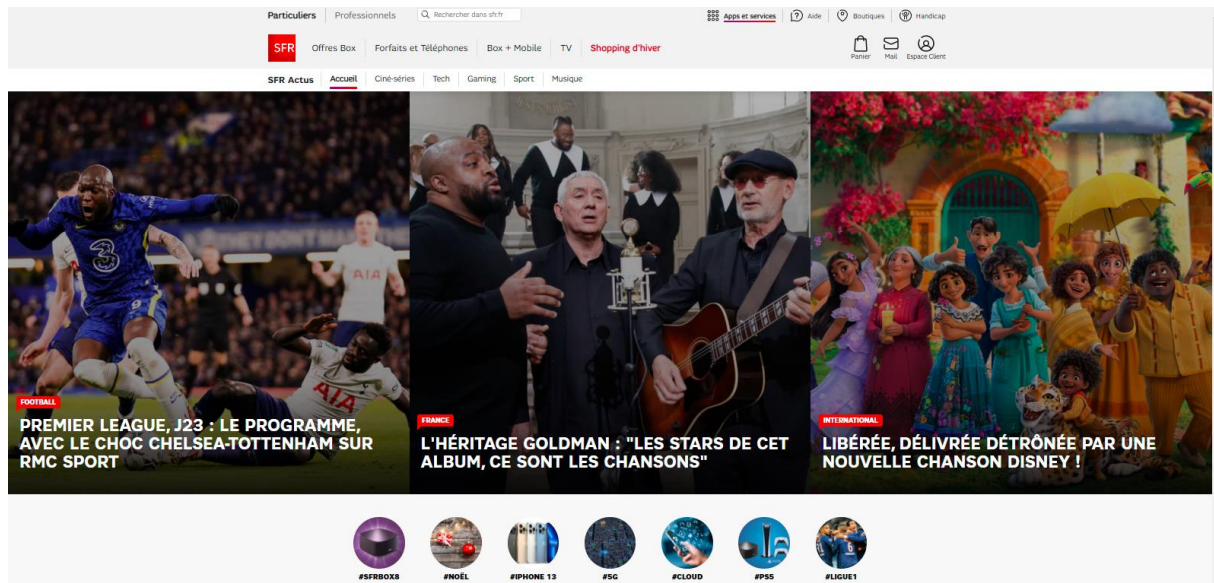 Particuliers Professionnels Rechercher dans sfr.fr Apps et services Aide Boutiques Handicap
SFR Offres Box Forfaits et Téléphones Box + Mobile TV Shopping d'hiver Panier Mail Espace Client
SFR Actus Accueil Ciné-séries Tech Gaming Sport Musique
3
AIA
AIA
FOOTBALL
PREMIER LEAGUE, J23 : LE PROGRAMME,
AVEC LE CHOC CHELSEA-TOTTENHAM SUR
RMC SPORT
FRANCE
L'HÉRITAGE GOLDMAN : "LES STARS DE CET
ALBUM, CE SONT LES CHANSONS"
INTERNATIONAL
LIBÉRÉE, DÉLIVRÉE DÉTRÔNÉE PAR UNE
NOUVELLE CHANSON DISNEY !
#SFRBOX8 #NOËL #IPHONE 13 #5G #CLOUD #PS5 #LIGUE1